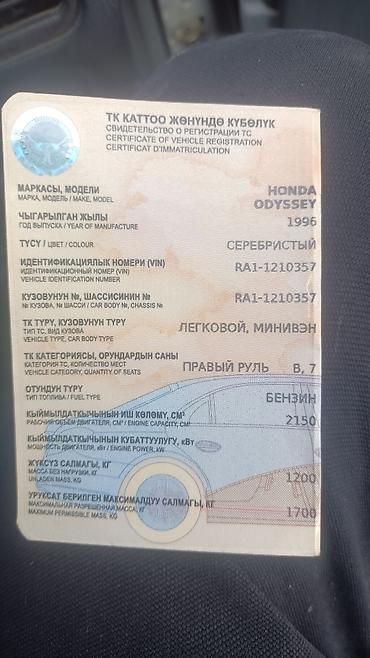 ТК КАТТОО ЖӨНҮНДӨ КҮБӨЛҮК
СВИДЕТЕЛЬСТВО О РЕГИСТРАЦИИ ТС
CERTIFICATE OF VEHICLE REGISTRATION
CERTIFICAT D'IMMATRICULATION
МАРКАСЫ, МОДЕЛИ
МАРКА, МОДЕЛЬ / MAKE, MODEL
HONDA
ODYSSEY
ЧЫГАРЫЛГАН ЖЫЛЫ
ГОД ВЫПУСКА / YEAR OF MANUFACTURE
1996
ТҮСҮ / ЦВЕТ / COLOUR
СЕРЕБРИСТЫЙ
ИДЕНТИФИКАЦИЯЛЫК НОМЕРИ (VIN)
ИДЕНТИФИКАЦИОННЫЙ НОМЕР (VIN)
VEHICLE IDENTIFICATION NUMBER
RA1-1210357
КУЗОВУНУН №, ШАССИСИНИН №
№ КУЗОВА, № ШАССИ / CAR BODY №, CHASSIS №
RA1-1210357
ТК ТҮРҮ, КУЗОВУНУН ТҮРҮ
ТИП ТС, ВИД КУЗОВА
VEHICLE TYPE, CAR BODY TYPE
ЛЕГКОВОЙ, МИНИВЭН
ТК КАТЕГОРИЯСЫ, ОРУНДАРДЫН САНЫ
КАТЕГОРИЯ ТС, КОЛИЧЕСТВО МЕСТ
VEHICLE CATEGORY, QUANTITY OF SEATS
ПРАВЫЙ РУЛЬ B, 7
ОТУНДУН ТҮРҮ
ТИП ТОПЛИВА / FUEL TYPE
БЕНЗИН
КЫЙМЫЛДАТКЫЧЫНЫН ИШ КӨЛӨМҮ, СМ³
РАБОЧИЙ ОБЪЕМ ДВИГАТЕЛЯ, СМ³ / ENGINE CAPACITY, CM³
2150
КЫЙМЫЛДАТКЫЧЫНЫН КУБАТТУУЛУГУ, кВт
МОЩНОСТЬ ДВИГАТЕЛЯ, кВт / ENGINE POWER, kW
ЖҮКСҮЗ САЛМАГЫ, КГ
МАССА БЕЗ НАГРУЗКИ, КГ
UNLADEN MASS, KG
1200
УРУКСАТ БЕРИЛГЕН МАКСИМАЛДУУ САЛМАГЫ, КГ
МАКСИМАЛЬНАЯ РАЗРЕШЕННАЯ МАССА, КГ
MAXIMUM PERMISSIBLE MASS, KG
1700